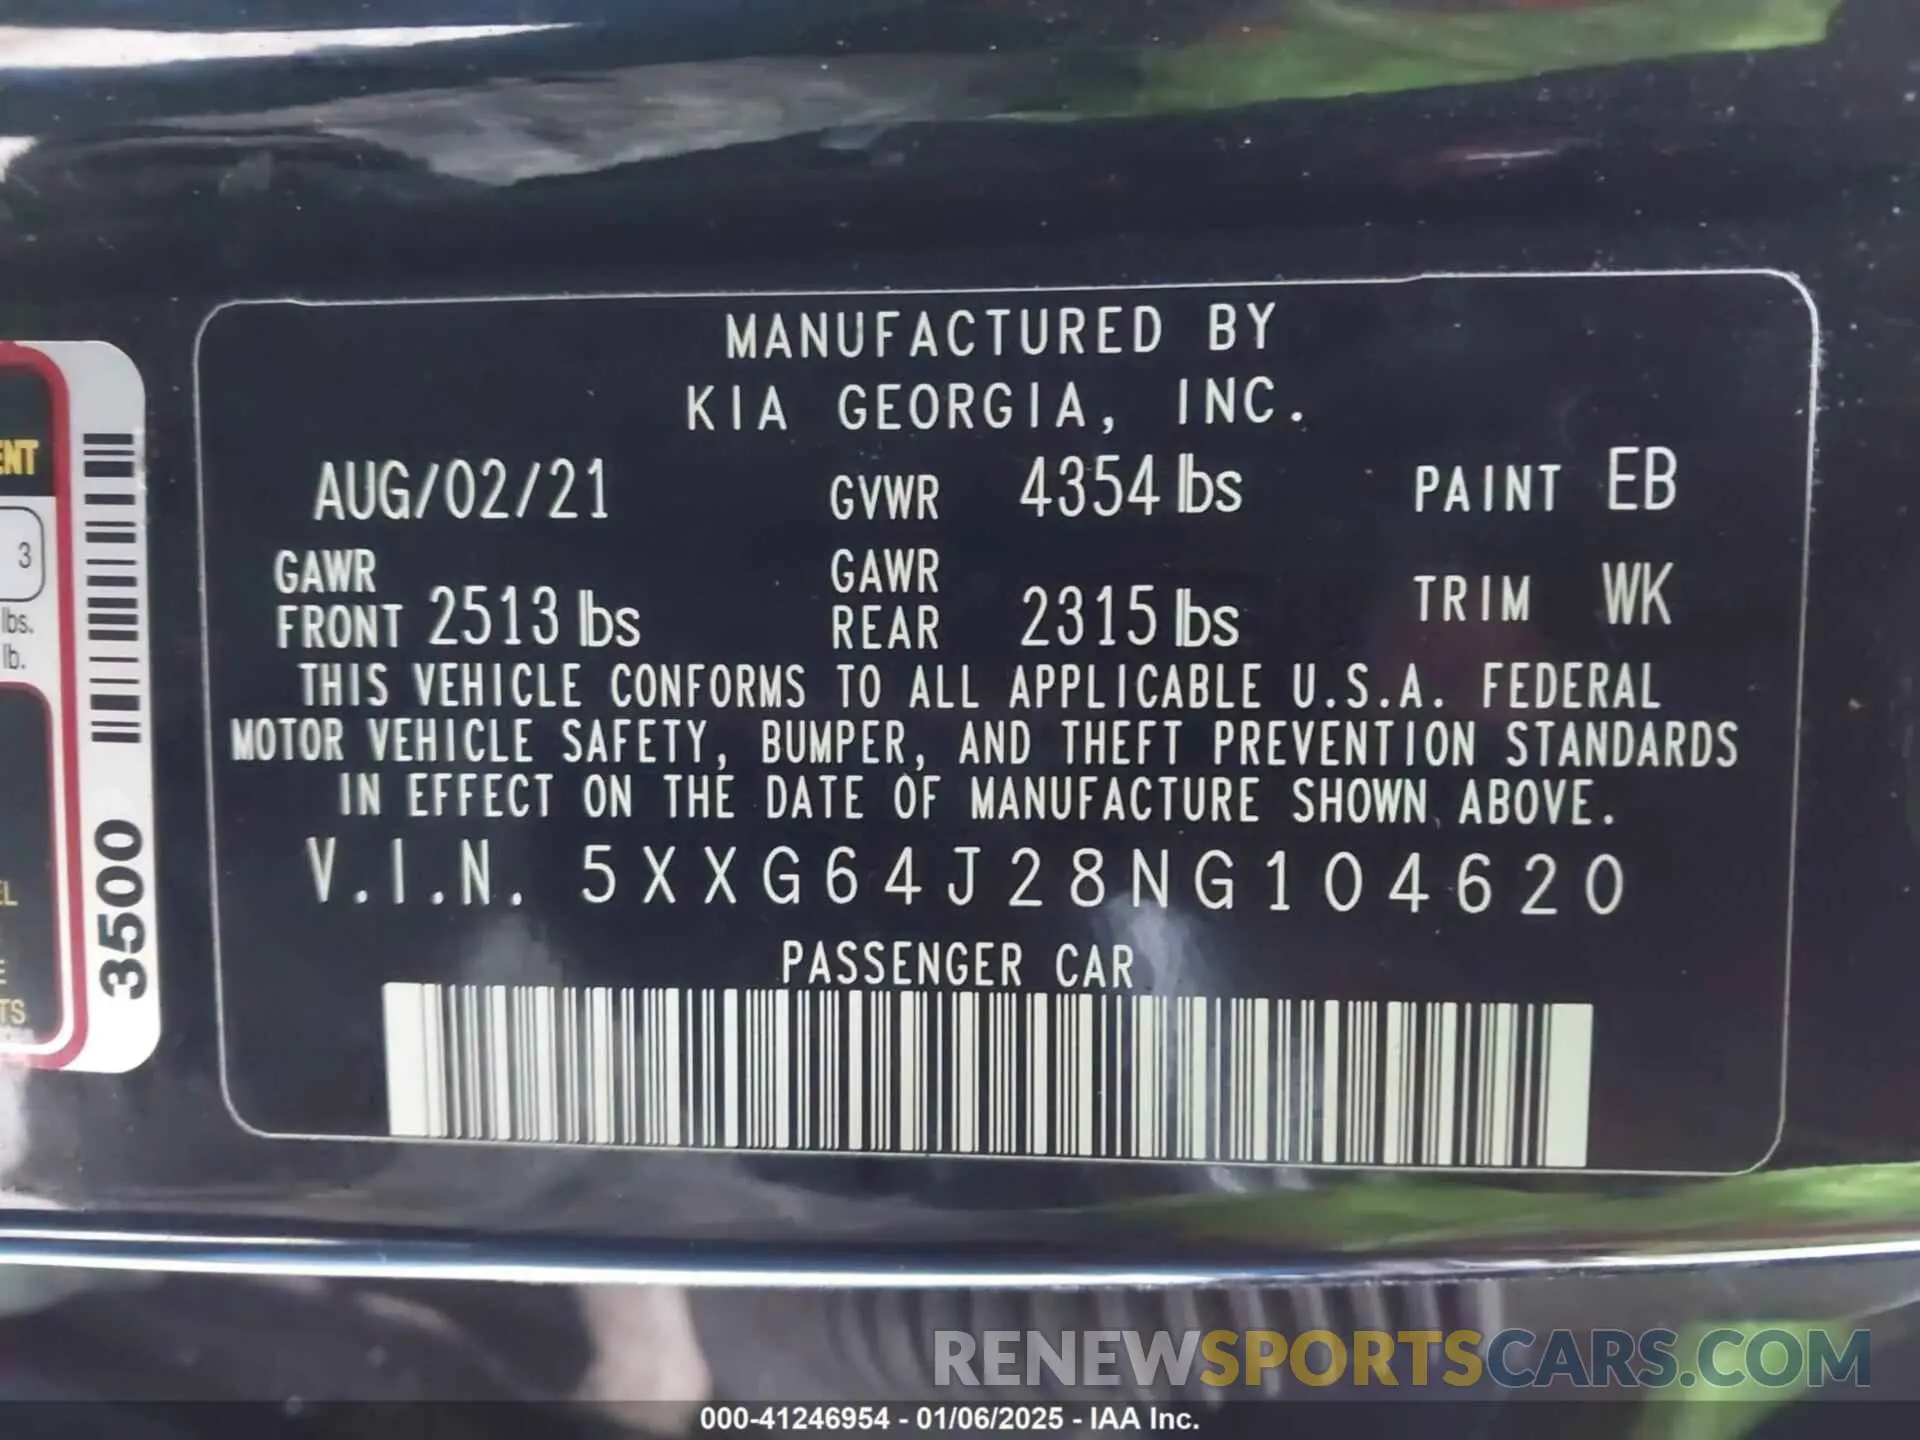 MANUFACTURED BY
KIA GEORGIA, INC.
AUG/02/21 GVWR 4354 lbs PAINT EB
GAWR FRONT 2513 lbs GAWR REAR 2315 lbs TRIM WK
THIS VEHICLE CONFORMS TO ALL APPLICABLE U.S.A. FEDERAL
MOTOR VEHICLE SAFETY, BUMPER, AND THEFT PREVENTION STANDARDS
IN EFFECT ON THE DATE OF MANUFACTURE SHOWN ABOVE.
V.I.N. 5XXG64J28NG104620
PASSENGER CAR
3
lbs.
lb.
3500
RENEWSPORTSCARS.COM
000-41246954 - 01/06/2025 - IAA Inc.